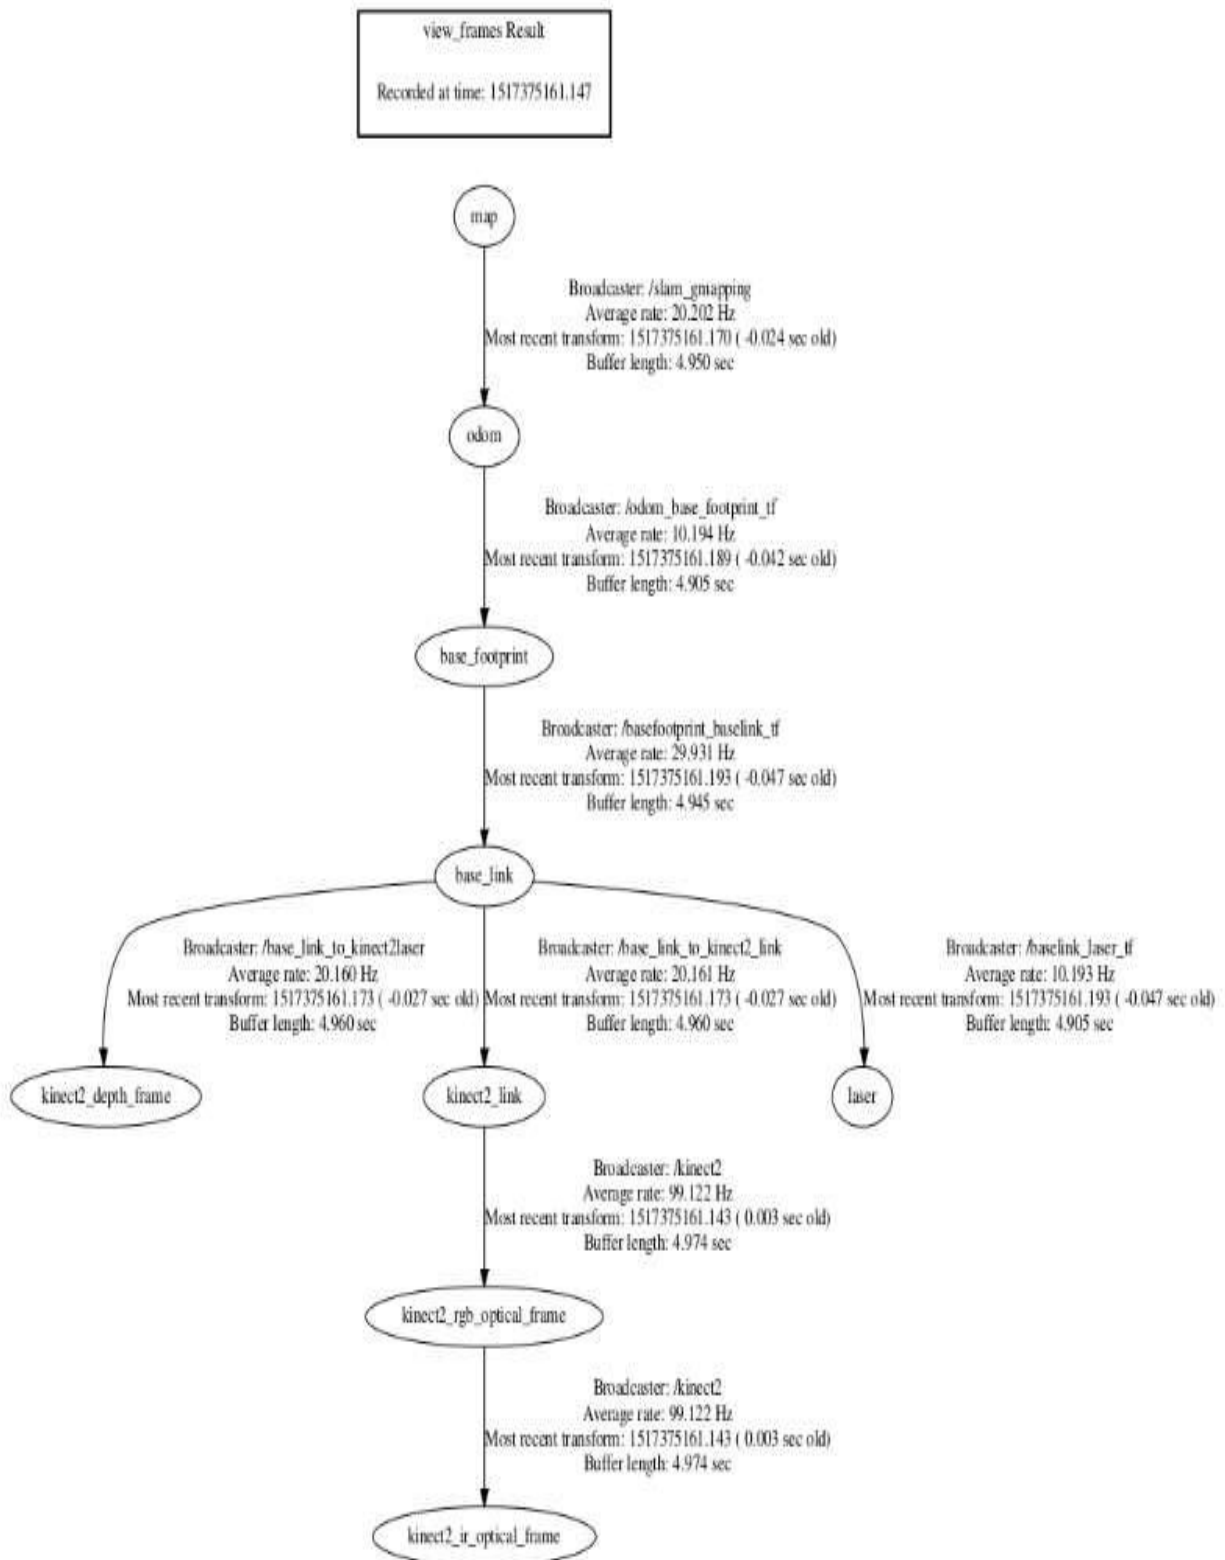 view_frames Result
Recorded at time: 1517375161.147
map
Broadcaster: /slam_gmapping
Average rate: 20.202 Hz
Most recent transform: 1517375161.170 ( -0.024 sec old)
Buffer length: 4.950 sec
odom
Broadcaster: /odom_base_footprint_tf
Average rate: 10.194 Hz
Most recent transform: 1517375161.189 ( -0.042 sec old)
Buffer length: 4.905 sec
base_footprint
Broadcaster: /basefootprint_baselink_tf
Average rate: 29.931 Hz
Most recent transform: 1517375161.193 ( -0.047 sec old)
Buffer length: 4.945 sec
base_link
Broadcaster: /base_link_to_kinect2laser
Average rate: 20.160 Hz
Most recent transform: 1517375161.173 ( -0.027 sec old)
Buffer length: 4.960 sec
Broadcaster: /base_link_to_kinect2_link
Average rate: 20.161 Hz
Most recent transform: 1517375161.173 ( -0.027 sec old)
Buffer length: 4.960 sec
Broadcaster: /baselink_laser_tf
Average rate: 10.193 Hz
Most recent transform: 1517375161.193 ( -0.047 sec old)
Buffer length: 4.905 sec
kinect2_depth_frame
kinect2_link
laser
Broadcaster: /kinect2
Average rate: 99.122 Hz
Most recent transform: 1517375161.143 ( 0.003 sec old)
Buffer length: 4.974 sec
kinect2_rgb_optical_frame
Broadcaster: /kinect2
Average rate: 99.122 Hz
Most recent transform: 1517375161.143 ( 0.003 sec old)
Buffer length: 4.974 sec
kinect2_ir_optical_frame